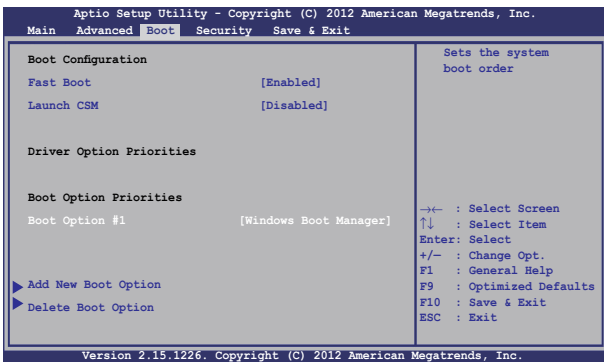 Aptio Setup Utility - Copyright (C) 2012 American Megatrends, Inc.
Main Advanced Boot Security Save & Exit
Boot Configuration
Fast Boot [Enabled]
Launch CSM [Disabled]
Driver Option Priorities
Boot Option Priorities
Boot Option #1 [Windows Boot Manager]
Add New Boot Option
Delete Boot Option
Sets the system
boot order
→← : Select Screen
↑↓ : Select Item
Enter: Select
+/— : Change Opt.
F1 : General Help
F9 : Optimized Defaults
F10 : Save & Exit
ESC : Exit
Version 2.15.1226. Copyright (C) 2012 American Megatrends, Inc.